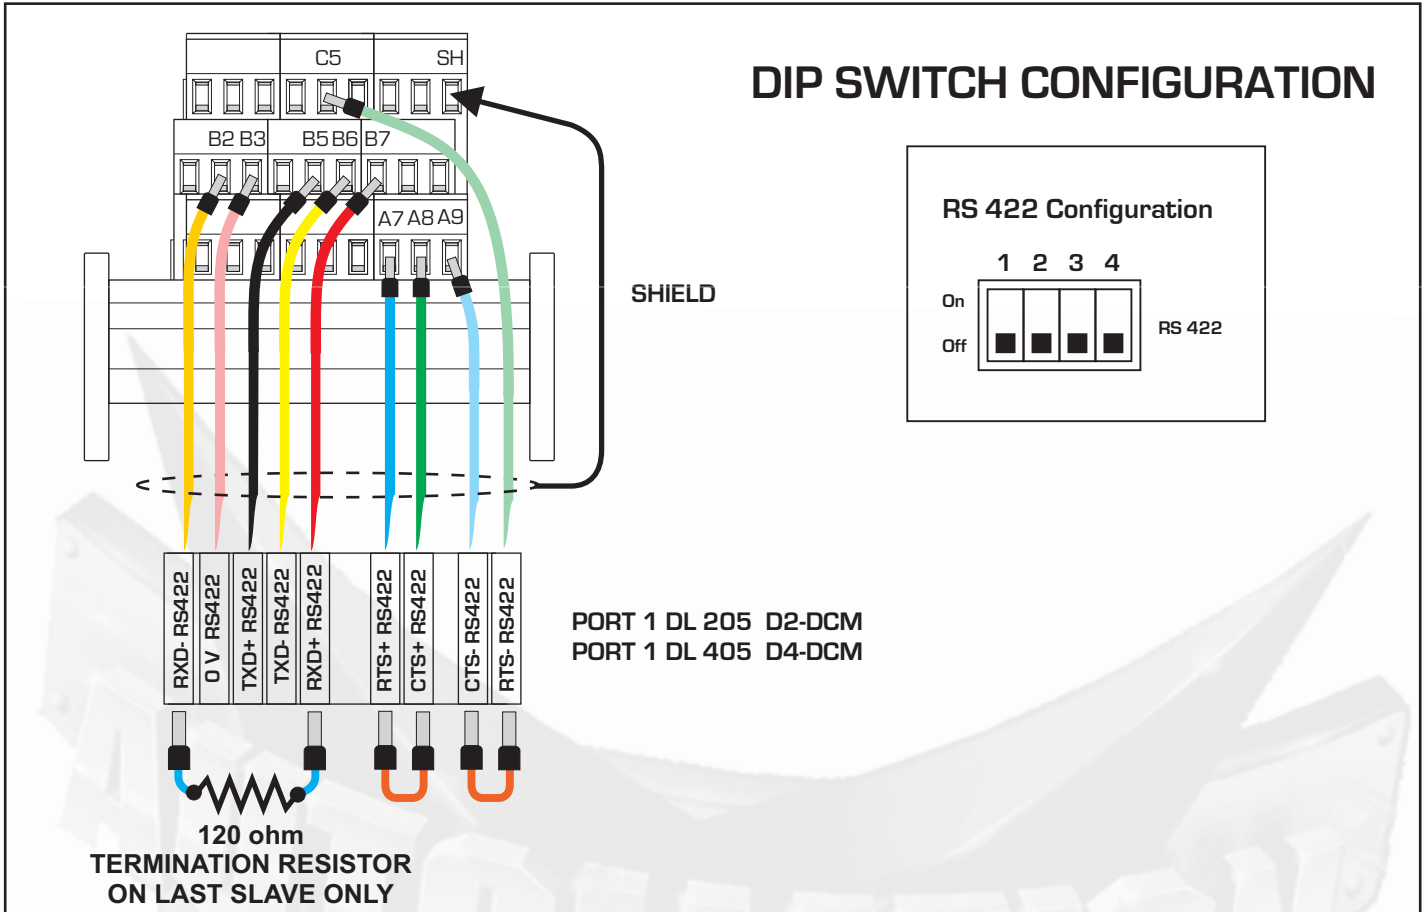 C5 SH
DIP SWITCH CONFIGURATION
B2 B3 B5 B6 B7
A7 A8 A9
RS 422 Configuration
1 2 3 4
On
Off
RS 422
SHIELD
RXD- RS422
0 V RS422
TXD+ RS422
TXD- RS422
RXD+ RS422
RTS+ RS422
CTS+ RS422
CTS- RS422
RTS- RS422
PORT 1 DL 205 D2-DCM
PORT 1 DL 405 D4-DCM
120 ohm
TERMINATION RESISTOR
ON LAST SLAVE ONLY